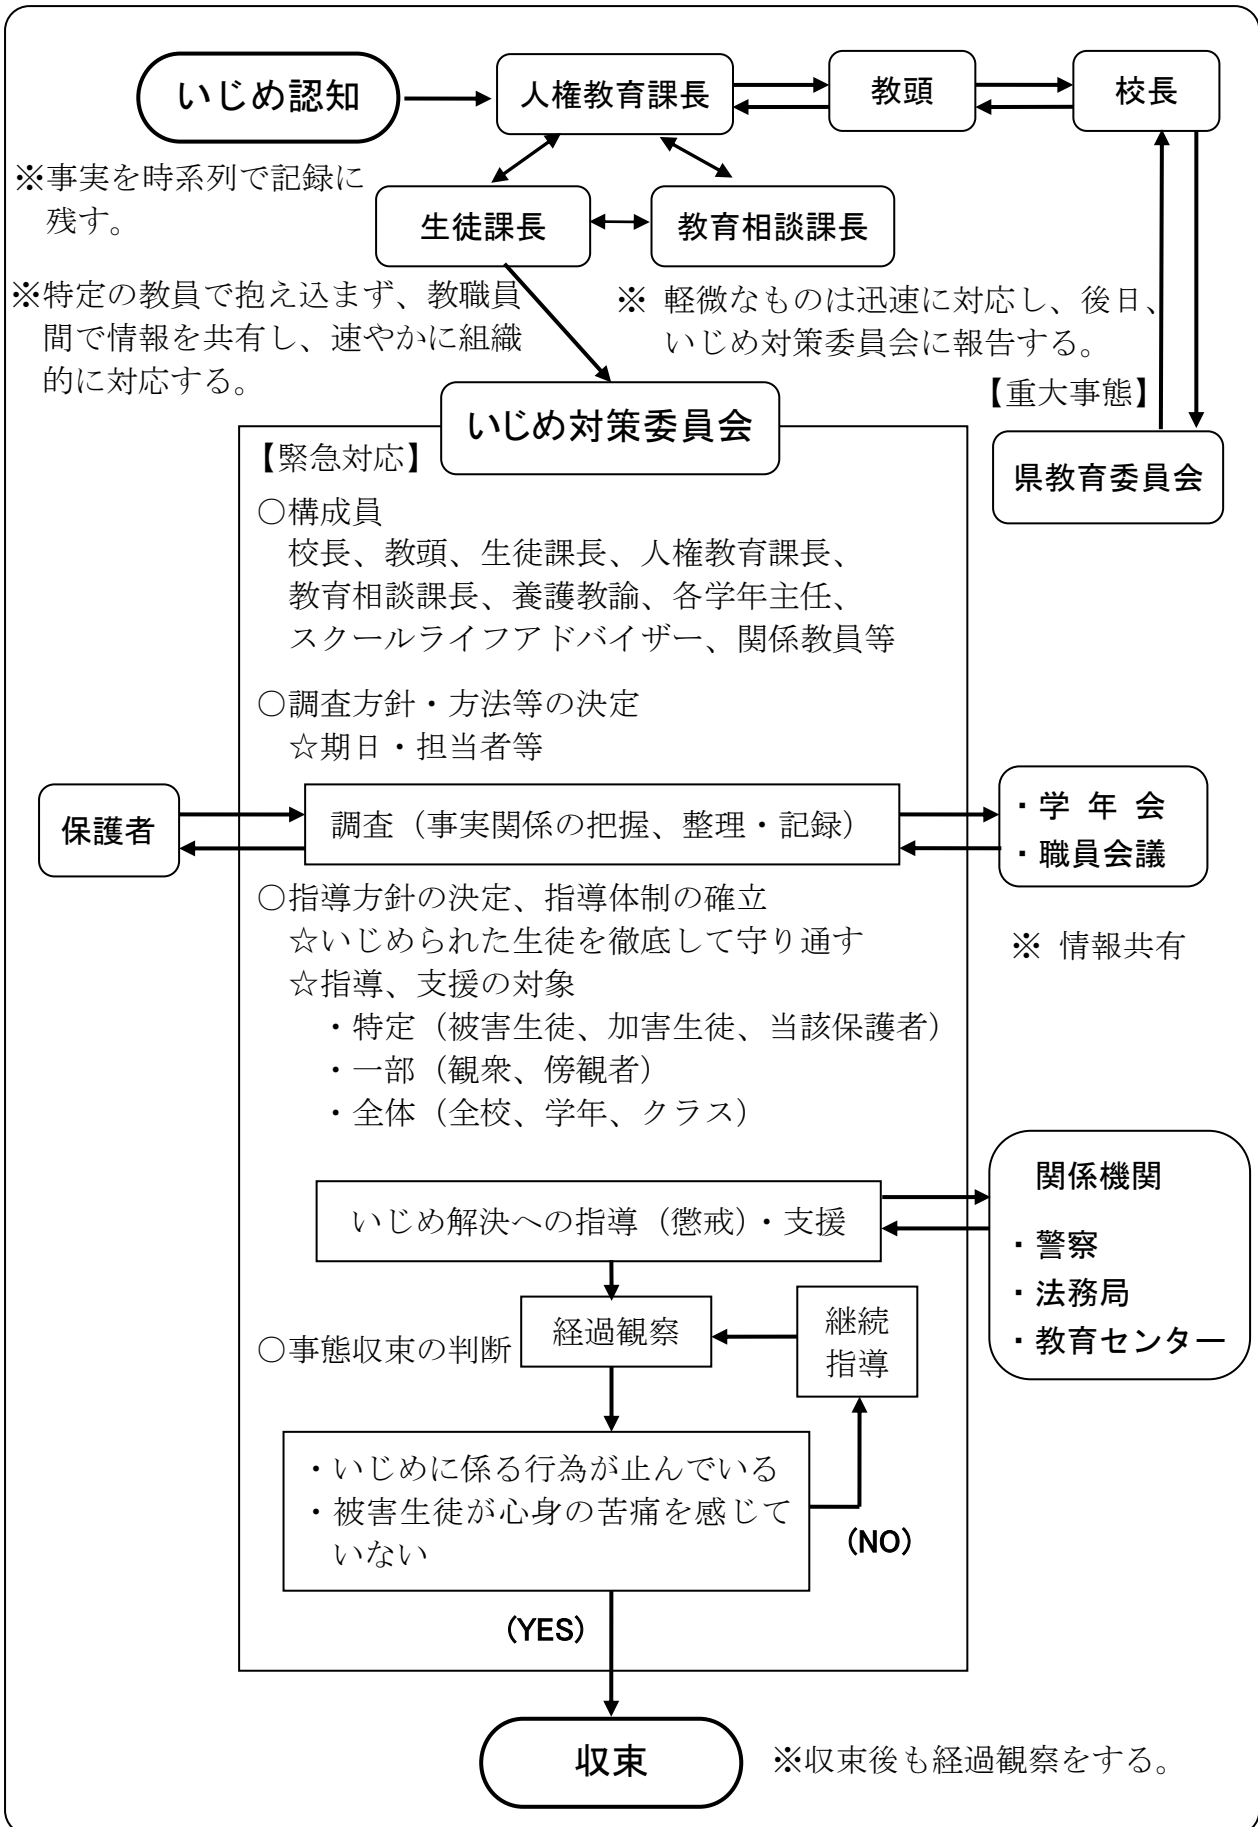 いじめ認知
人権教育課長
教頭
校長
※事実を時系列で記録に
残す。
生徒課長
教育相談課長
※特定の教員で抱え込まず、教職員
間で情報を共有し、速やかに組織
的に対応する。
※ 軽微なものは迅速に対応し、後日、
いじめ対策委員会に報告する。
【重大事態】
いじめ対策委員会
県教育委員会
【緊急対応】
○構成員
校長、教頭、生徒課長、人権教育課長、
教育相談課長、養護教諭、各学年主任、
スクールライフアドバイザー、関係教員等
○調査方針・方法等の決定
☆期日・担当者等
保護者
調査（事実関係の把握、整理・記録）
・学 年 会
・職員会議
○指導方針の決定、指導体制の確立
☆いじめられた生徒を徹底して守り通す
☆指導、支援の対象
・特定（被害生徒、加害生徒、当該保護者）
・一部（観衆、傍観者）
・全体（全校、学年、クラス）
※ 情報共有
いじめ解決への指導（懲戒）・支援
関係機関
・警察
・法務局
・教育センター
○事態収束の判断
経過観察
継続
指導
・いじめに係る行為が止んでいる
・被害生徒が心身の苦痛を感じて
いない
(NO)
(YES)
収束
※収束後も経過観察をする。